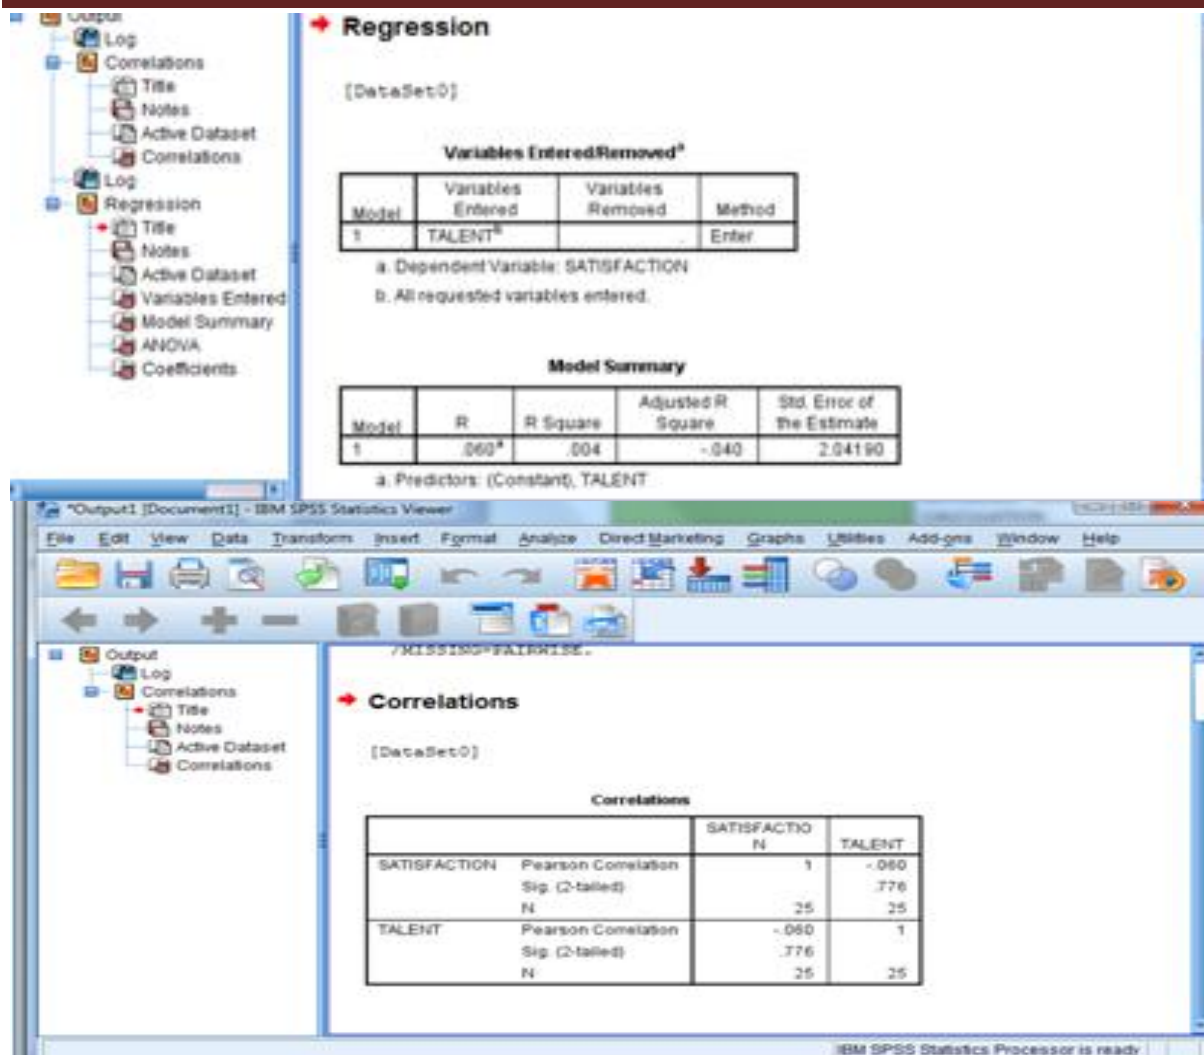 Output
Log
Correlations
Title
Notes
Active Dataset
Correlations
Log
Regression
Title
Notes
Active Dataset
Variables Entered
Model Summary
ANOVA
Coefficients
Regression
[DataSet0]
Variables Entered/Removedᵃ
Model Variables Entered Variables Removed Method
1 TALENTᵇ . Enter
a. Dependent Variable: SATISFACTION
b. All requested variables entered.
Model Summary
Model R R Square Adjusted R Square Std. Error of the Estimate
1 .060ᵃ .004 -.040 2.04190
a. Predictors: (Constant), TALENT
*Output1 [Document1] - IBM SPSS Statistics Viewer
File Edit View Data Transform Insert Format Analyze Direct Marketing Graphs Utilities Add-ons Window Help
Output
Log
Correlations
Title
Notes
Active Dataset
Correlations
/MISSING=PAIRWISE.
Correlations
[DataSet0]
Correlations
SATISFACTIO
N TALENT
SATISFACTION Pearson Correlation 1 -.060
Sig. (2-tailed) .776
N 25 25
TALENT Pearson Correlation -.060 1
Sig. (2-tailed) .776
N 25 25
IBM SPSS Statistics Processor is ready